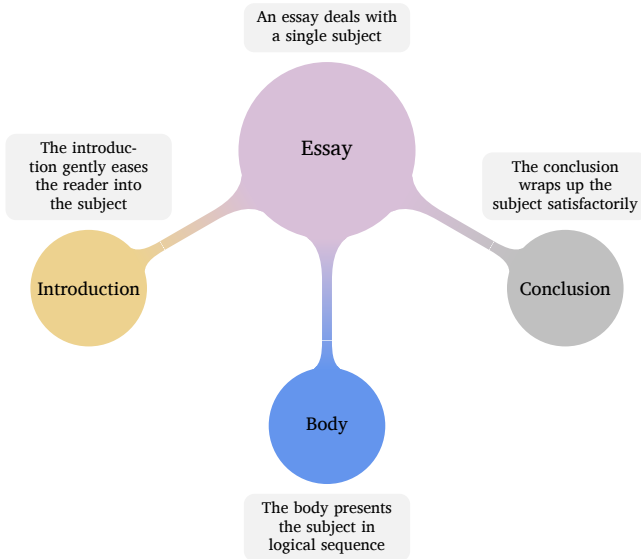 An essay deals with
a single subject
Essay
The introduc-
tion gently eases
the reader into
the subject
The conclusion
wraps up the
subject satisfactorily
Introduction
Conclusion
Body
The body presents
the subject in
logical sequence